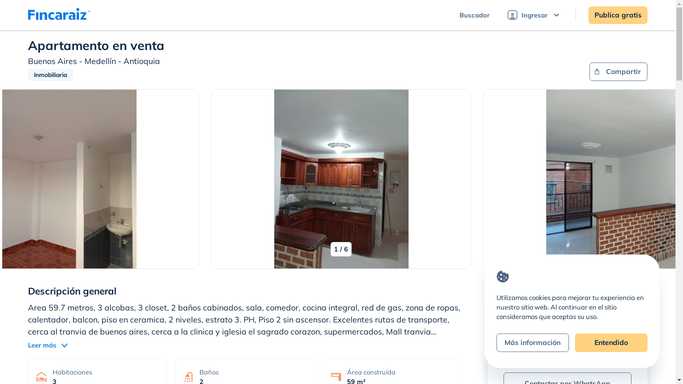 Fincaraiz
Buscador
Ingresar
Publica gratis
Apartamento en venta
Buenos Aires - Medellín - Antioquia
Inmobiliaria
Compartir
1 / 6
Descripción general
Area 59.7 metros, 3 alcobas, 3 closet, 2 baños cabinados, sala, comedor, cocina integral, red de gas, zona de ropas,
calentador, balcon, piso en ceramica, 2 niveles, estrato 3. PH, Piso 2 sin ascensor. Excelentes rutas de transporte,
cerca al tranvia de buenos aires, cerca a la clinica y iglesia el sagrado corazon, supermercados, Mall tranvia...
Leer más
Habitaciones
3
Baños
2
Área construida
59 m²
Utilizamos cookies para mejorar tu experiencia en
nuestro sitio web. Al continuar en el sitio
consideramos que aceptas su uso.
Más información
Entendido
Contactar por WhatsApp